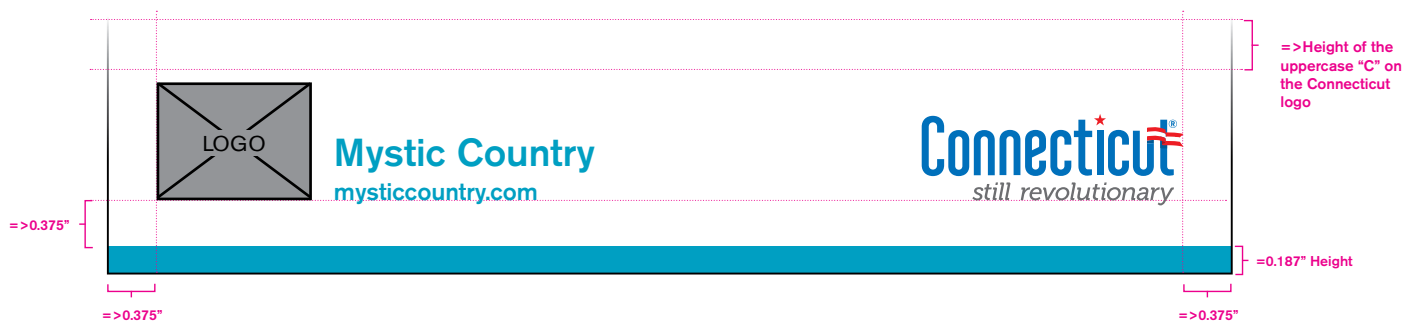 =>Height of the
uppercase “C” on
the Connecticut
logo
LOGO
Mystic Country
mysticcountry.com
Connecticut®
still revolutionary
=>0.375”
=0.187” Height
=>0.375”
=>0.375”